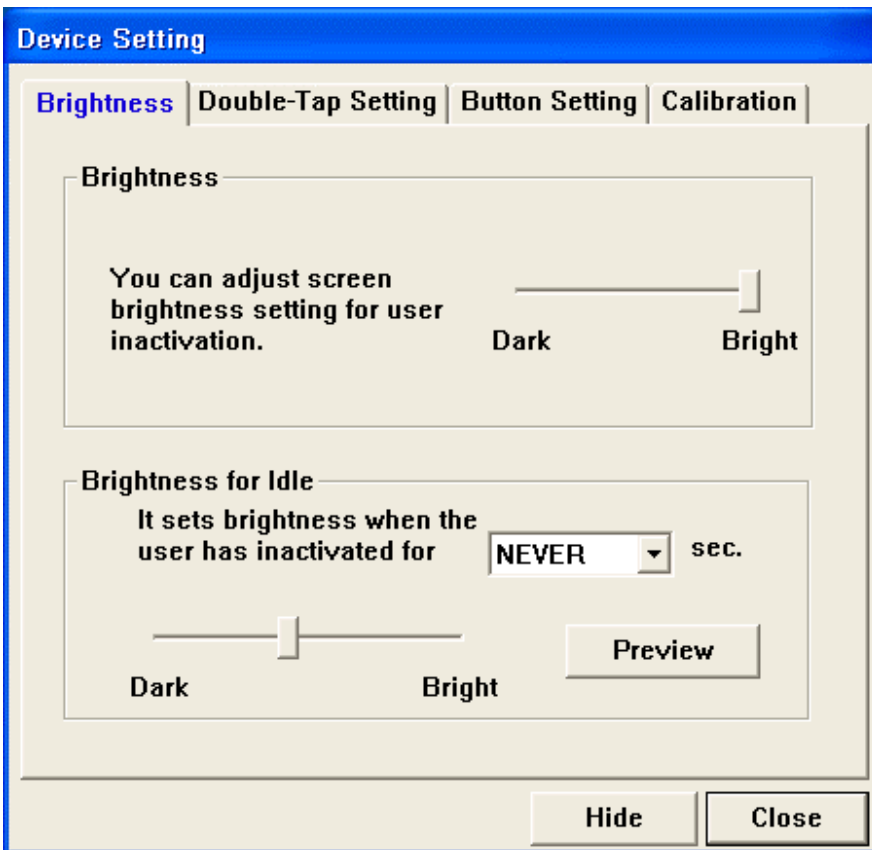 Device Setting
Brightness Double-Tap Setting Button Setting Calibration
Brightness
You can adjust screen
brightness setting for user
inactivation.
Dark Bright
Brightness for Idle
It sets brightness when the
user has inactivated for NEVER sec.
Preview
Dark Bright
Hide Close